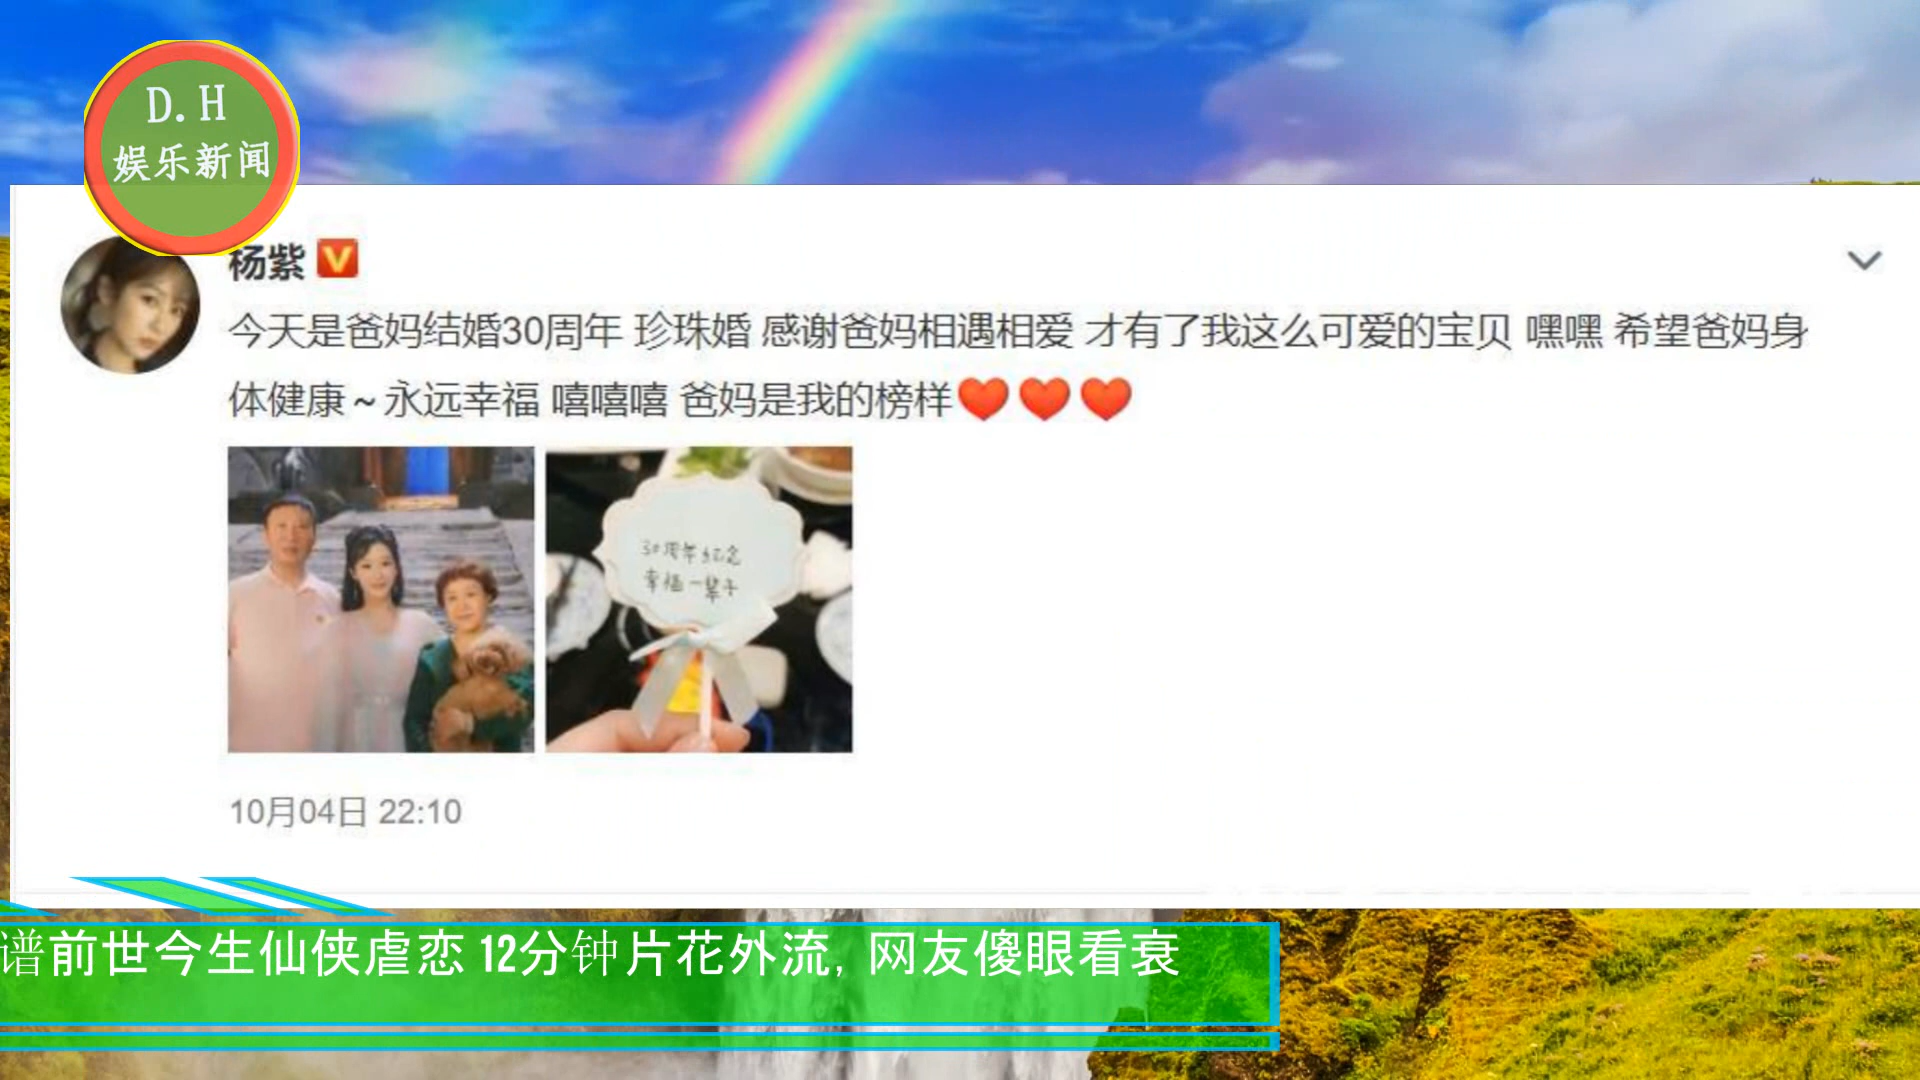 D.H
娱乐新闻
杨紫
今天是爸妈结婚30周年 珍珠婚 感谢爸妈相遇相爱 才有了我这么可爱的宝贝 嘿嘿 希望爸妈身
体健康~永远幸福 嘻嘻嘻 爸妈是我的榜样❤❤❤
30周年纪念
幸福一辈子
10月04日 22:10
谱前世今生仙侠虐恋 12分钟片花外流, 网友傻眼看衰